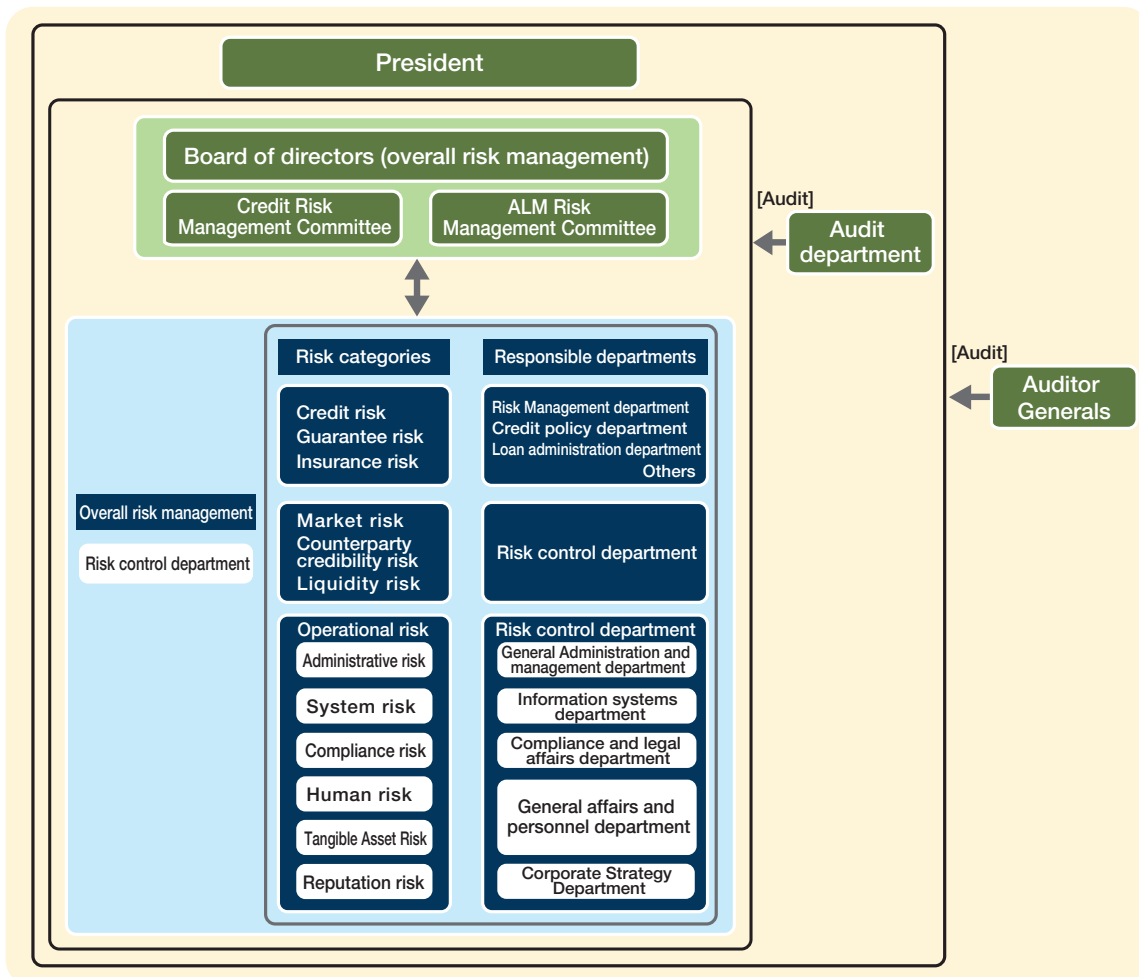 President
Board of directors (overall risk management)
Credit Risk
Management Committee
ALM Risk
Management Committee
[Audit]
Audit
department
[Audit]
Auditor
Generals
Overall risk management
Risk control department
Risk categories
Responsible departments
Credit risk
Guarantee risk
Insurance risk
Risk Management department
Credit policy department
Loan administration department
Others
Market risk
Counterparty
credibility risk
Liquidity risk
Risk control department
Operational risk
Risk control department
Administrative risk
General Administration and
management department
System risk
Information systems
department
Compliance risk
Compliance and legal
affairs department
Human risk
Tangible Asset Risk
General affairs and
personnel department
Reputation risk
Corporate Strategy
Department